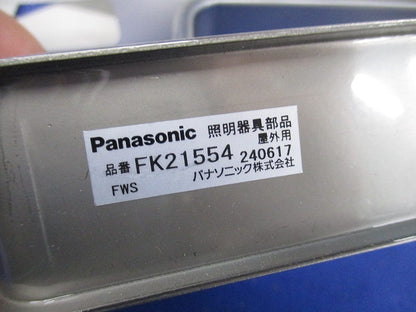 Panasonic 照明器具部品
屋外用
品番 FK21554 240617
FWS パナソニック株式会社